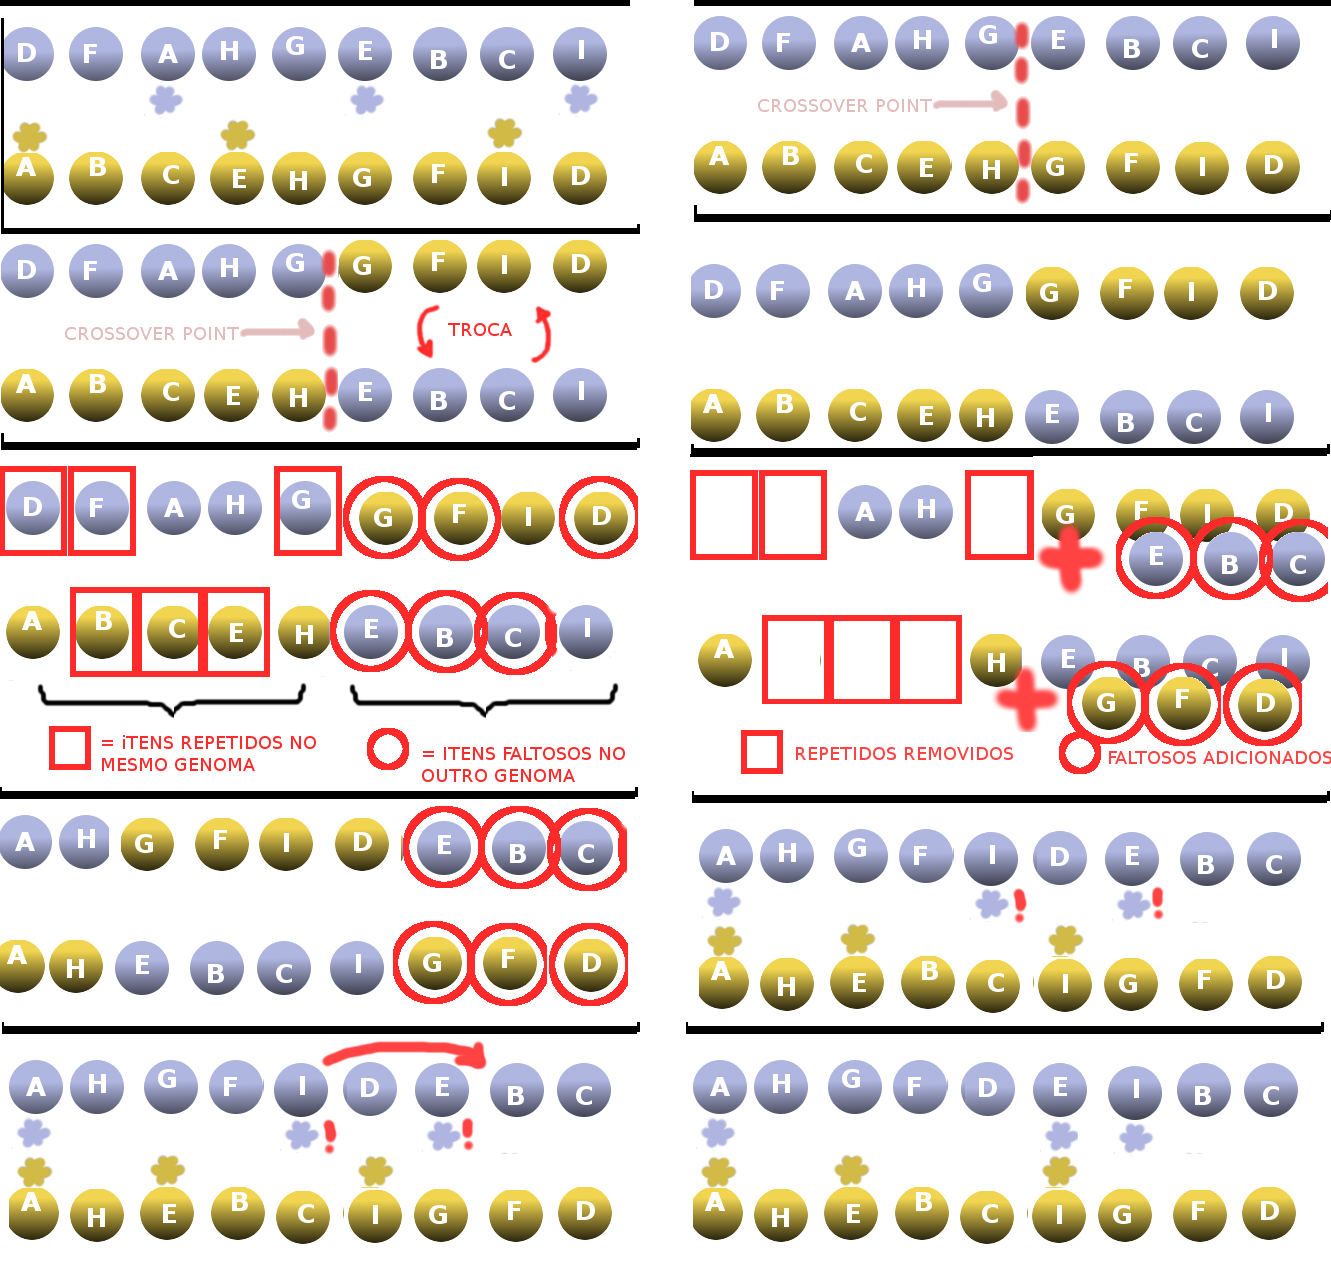 D F A H G E B C I
A B C E H G F I D
D F A H G E B C I
CROSSOVER POINT
A B C E H G F I D
D F A H G G F I D
CROSSOVER POINT
TROCA
A B C E H E B C I
D F A H G G F I D
A B C E H E B C I
D F A H G G F I D
A B C E H E B C I
= iTENS REPETIDOS NO
MESMO GENOMA
= ITENS FALTOSOS NO
OUTRO GENOMA
A H G F I D
E B C
A H E B C I
G F D
REPETIDOS REMOVIDOS
FALTOSOS ADICIONADOS
A H G F I D E B C
A H E B C I G F D
A H G F I D E B C
! !
A H E B C I G F D
A H G F I D E B C
! !
A H E B C I G F D
A H G F D E I B C
A H E B C I G F D